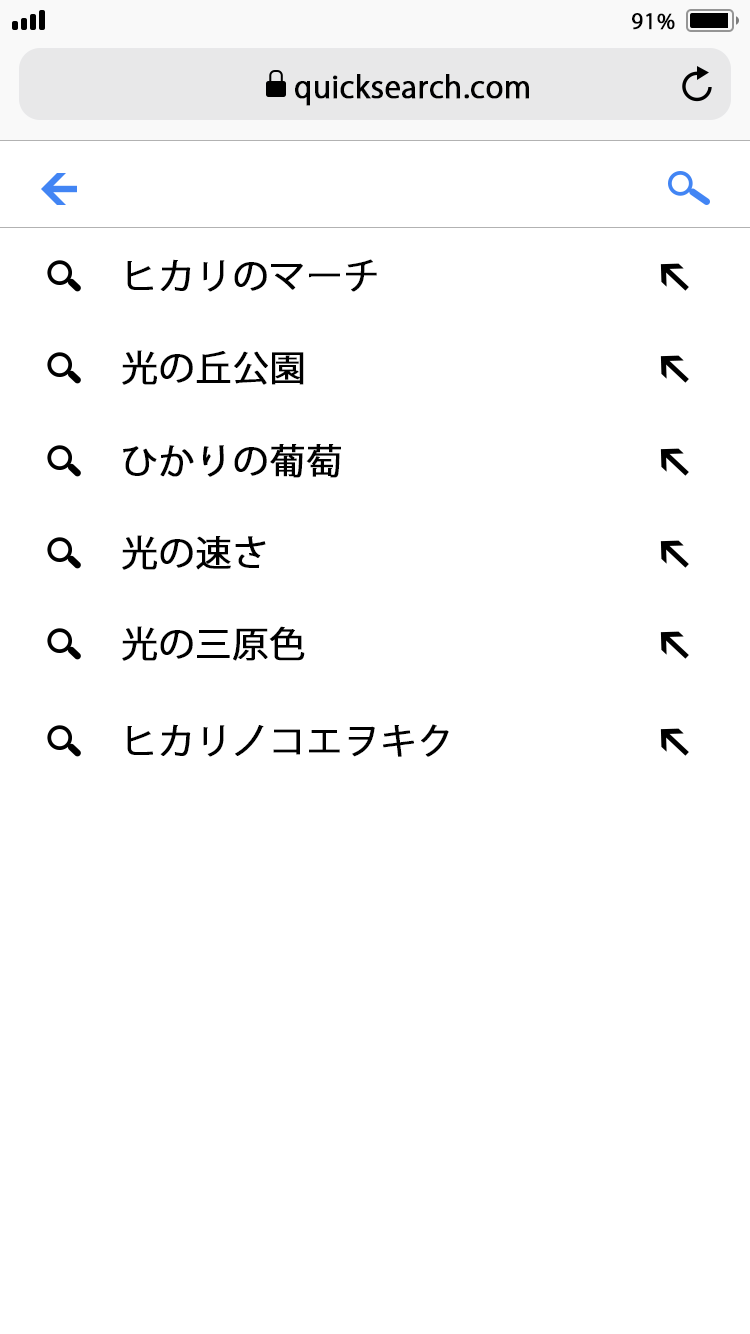 91%
quicksearch.com
ヒカリのマーチ
光の丘公園
ひかりの葡萄
光の速さ
光の三原色
ヒカリノコエヲキク